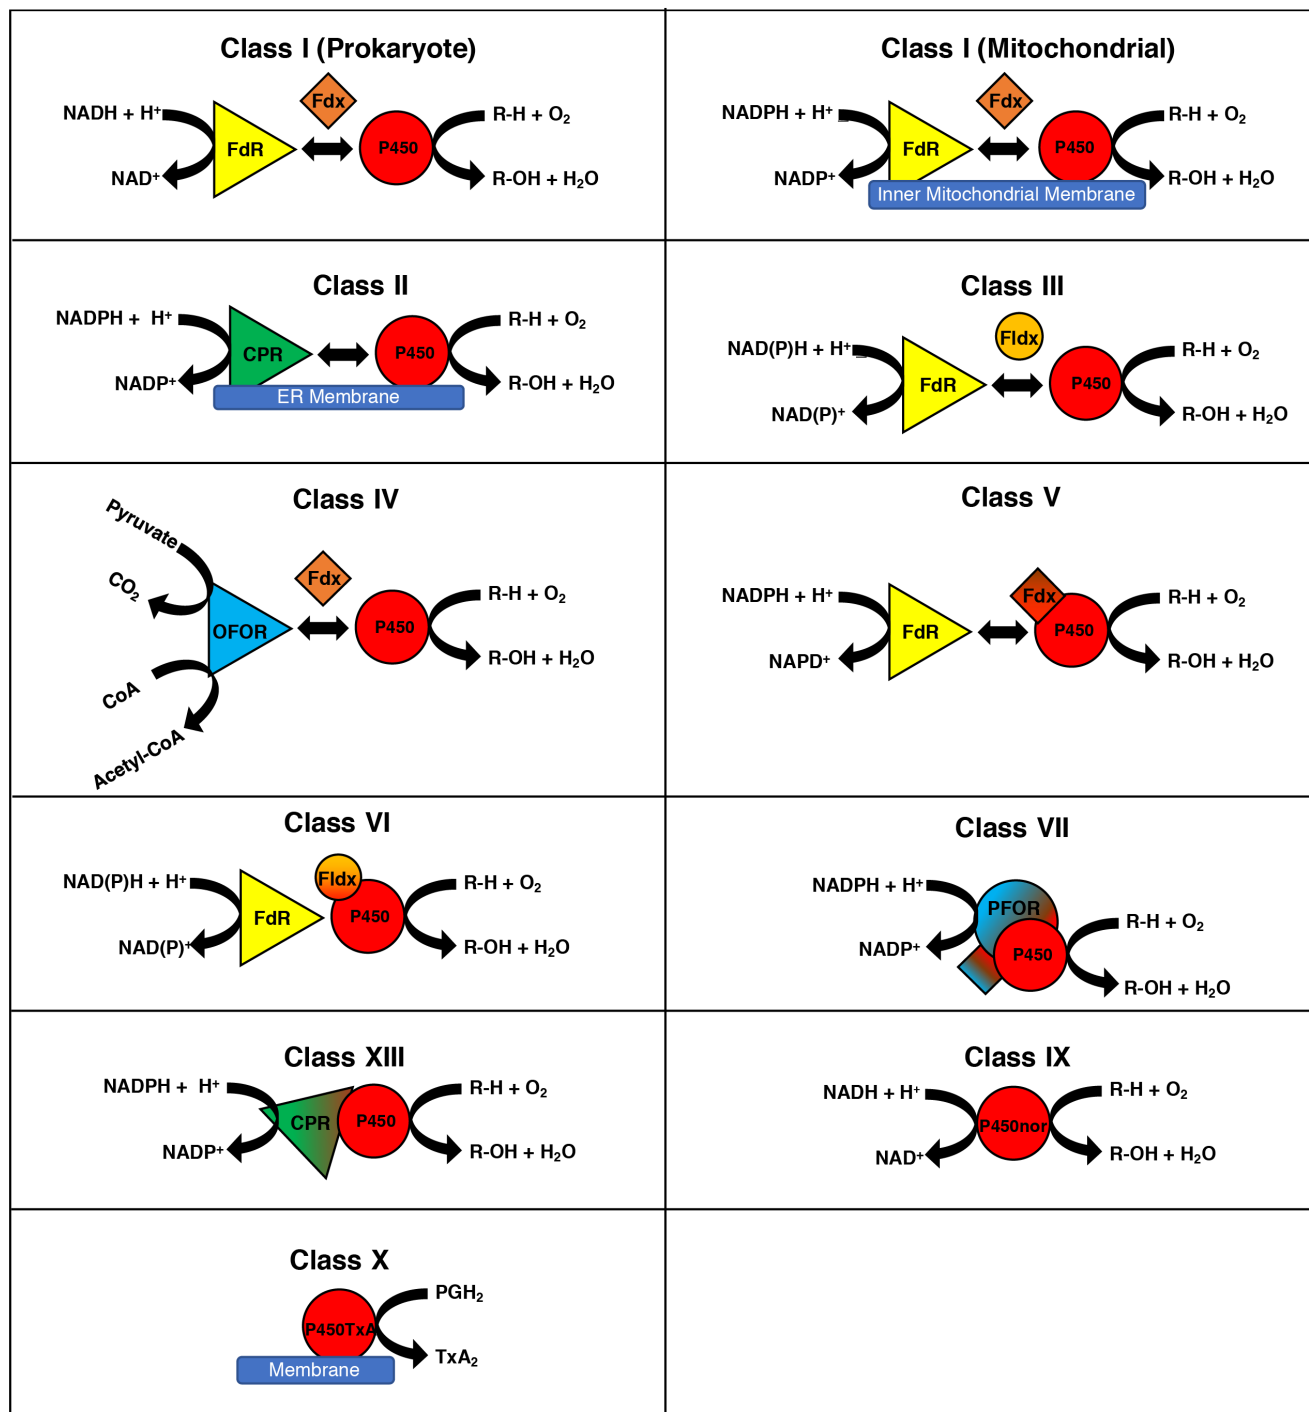 Class I (Prokaryote)
Fdx
NADH + H⁺
R-H + O₂
FdR
P450
NAD⁺
R-OH + H₂O
Class I (Mitochondrial)
Fdx
NADPH + H⁺
R-H + O₂
FdR
P450
NADP⁺
R-OH + H₂O
Inner Mitochondrial Membrane
Class II
NADPH + H⁺
R-H + O₂
CPR
P450
NADP⁺
R-OH + H₂O
ER Membrane
Class III
Fldx
NAD(P)H + H⁺
R-H + O₂
FdR
P450
NAD(P)⁺
R-OH + H₂O
Class IV
Pyruvate
CO₂
Fdx
R-H + O₂
OFOR
P450
R-OH + H₂O
CoA
Acetyl-CoA
Class V
Fdx
NADPH + H⁺
R-H + O₂
FdR
P450
NAPD⁺
R-OH + H₂O
Class VI
Fldx
NAD(P)H + H⁺
R-H + O₂
FdR
P450
NAD(P)⁺
R-OH + H₂O
Class VII
NADPH + H⁺
PFOR
R-H + O₂
NADP⁺
P450
R-OH + H₂O
Class XIII
NADPH + H⁺
R-H + O₂
CPR
P450
NADP⁺
R-OH + H₂O
Class IX
NADH + H⁺
R-H + O₂
P450nor
NAD⁺
R-OH + H₂O
Class X
PGH₂
P450TxA
TxA₂
Membrane